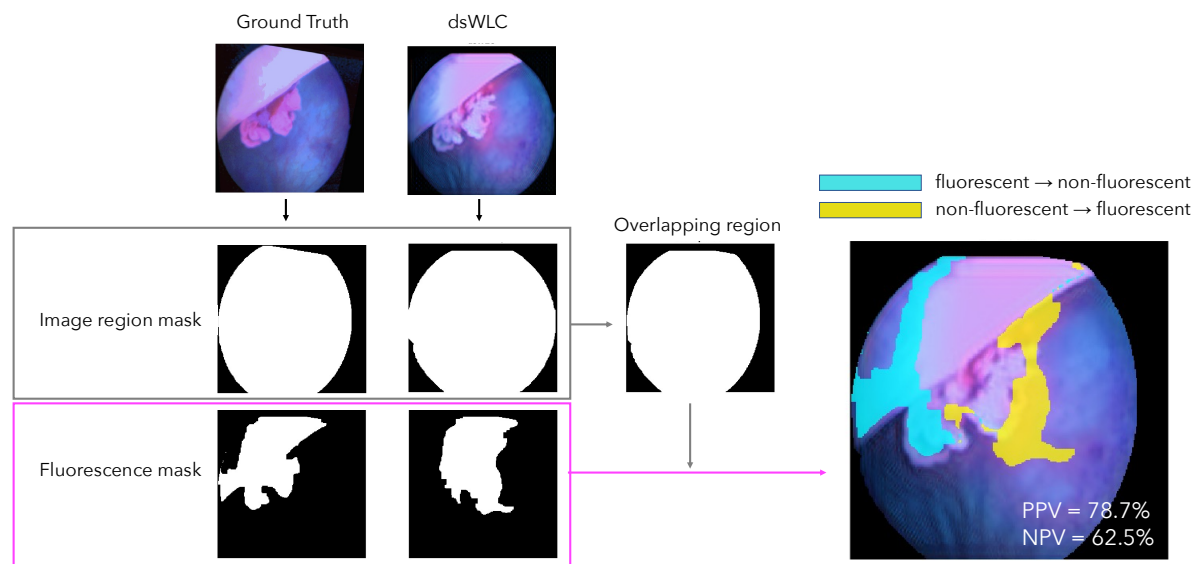 Ground Truth
dsWLC
fluorescent → non-fluorescent
non-fluorescent → fluorescent
Overlapping region
Image region mask
Fluorescence mask
PPV = 78.7%
NPV = 62.5%